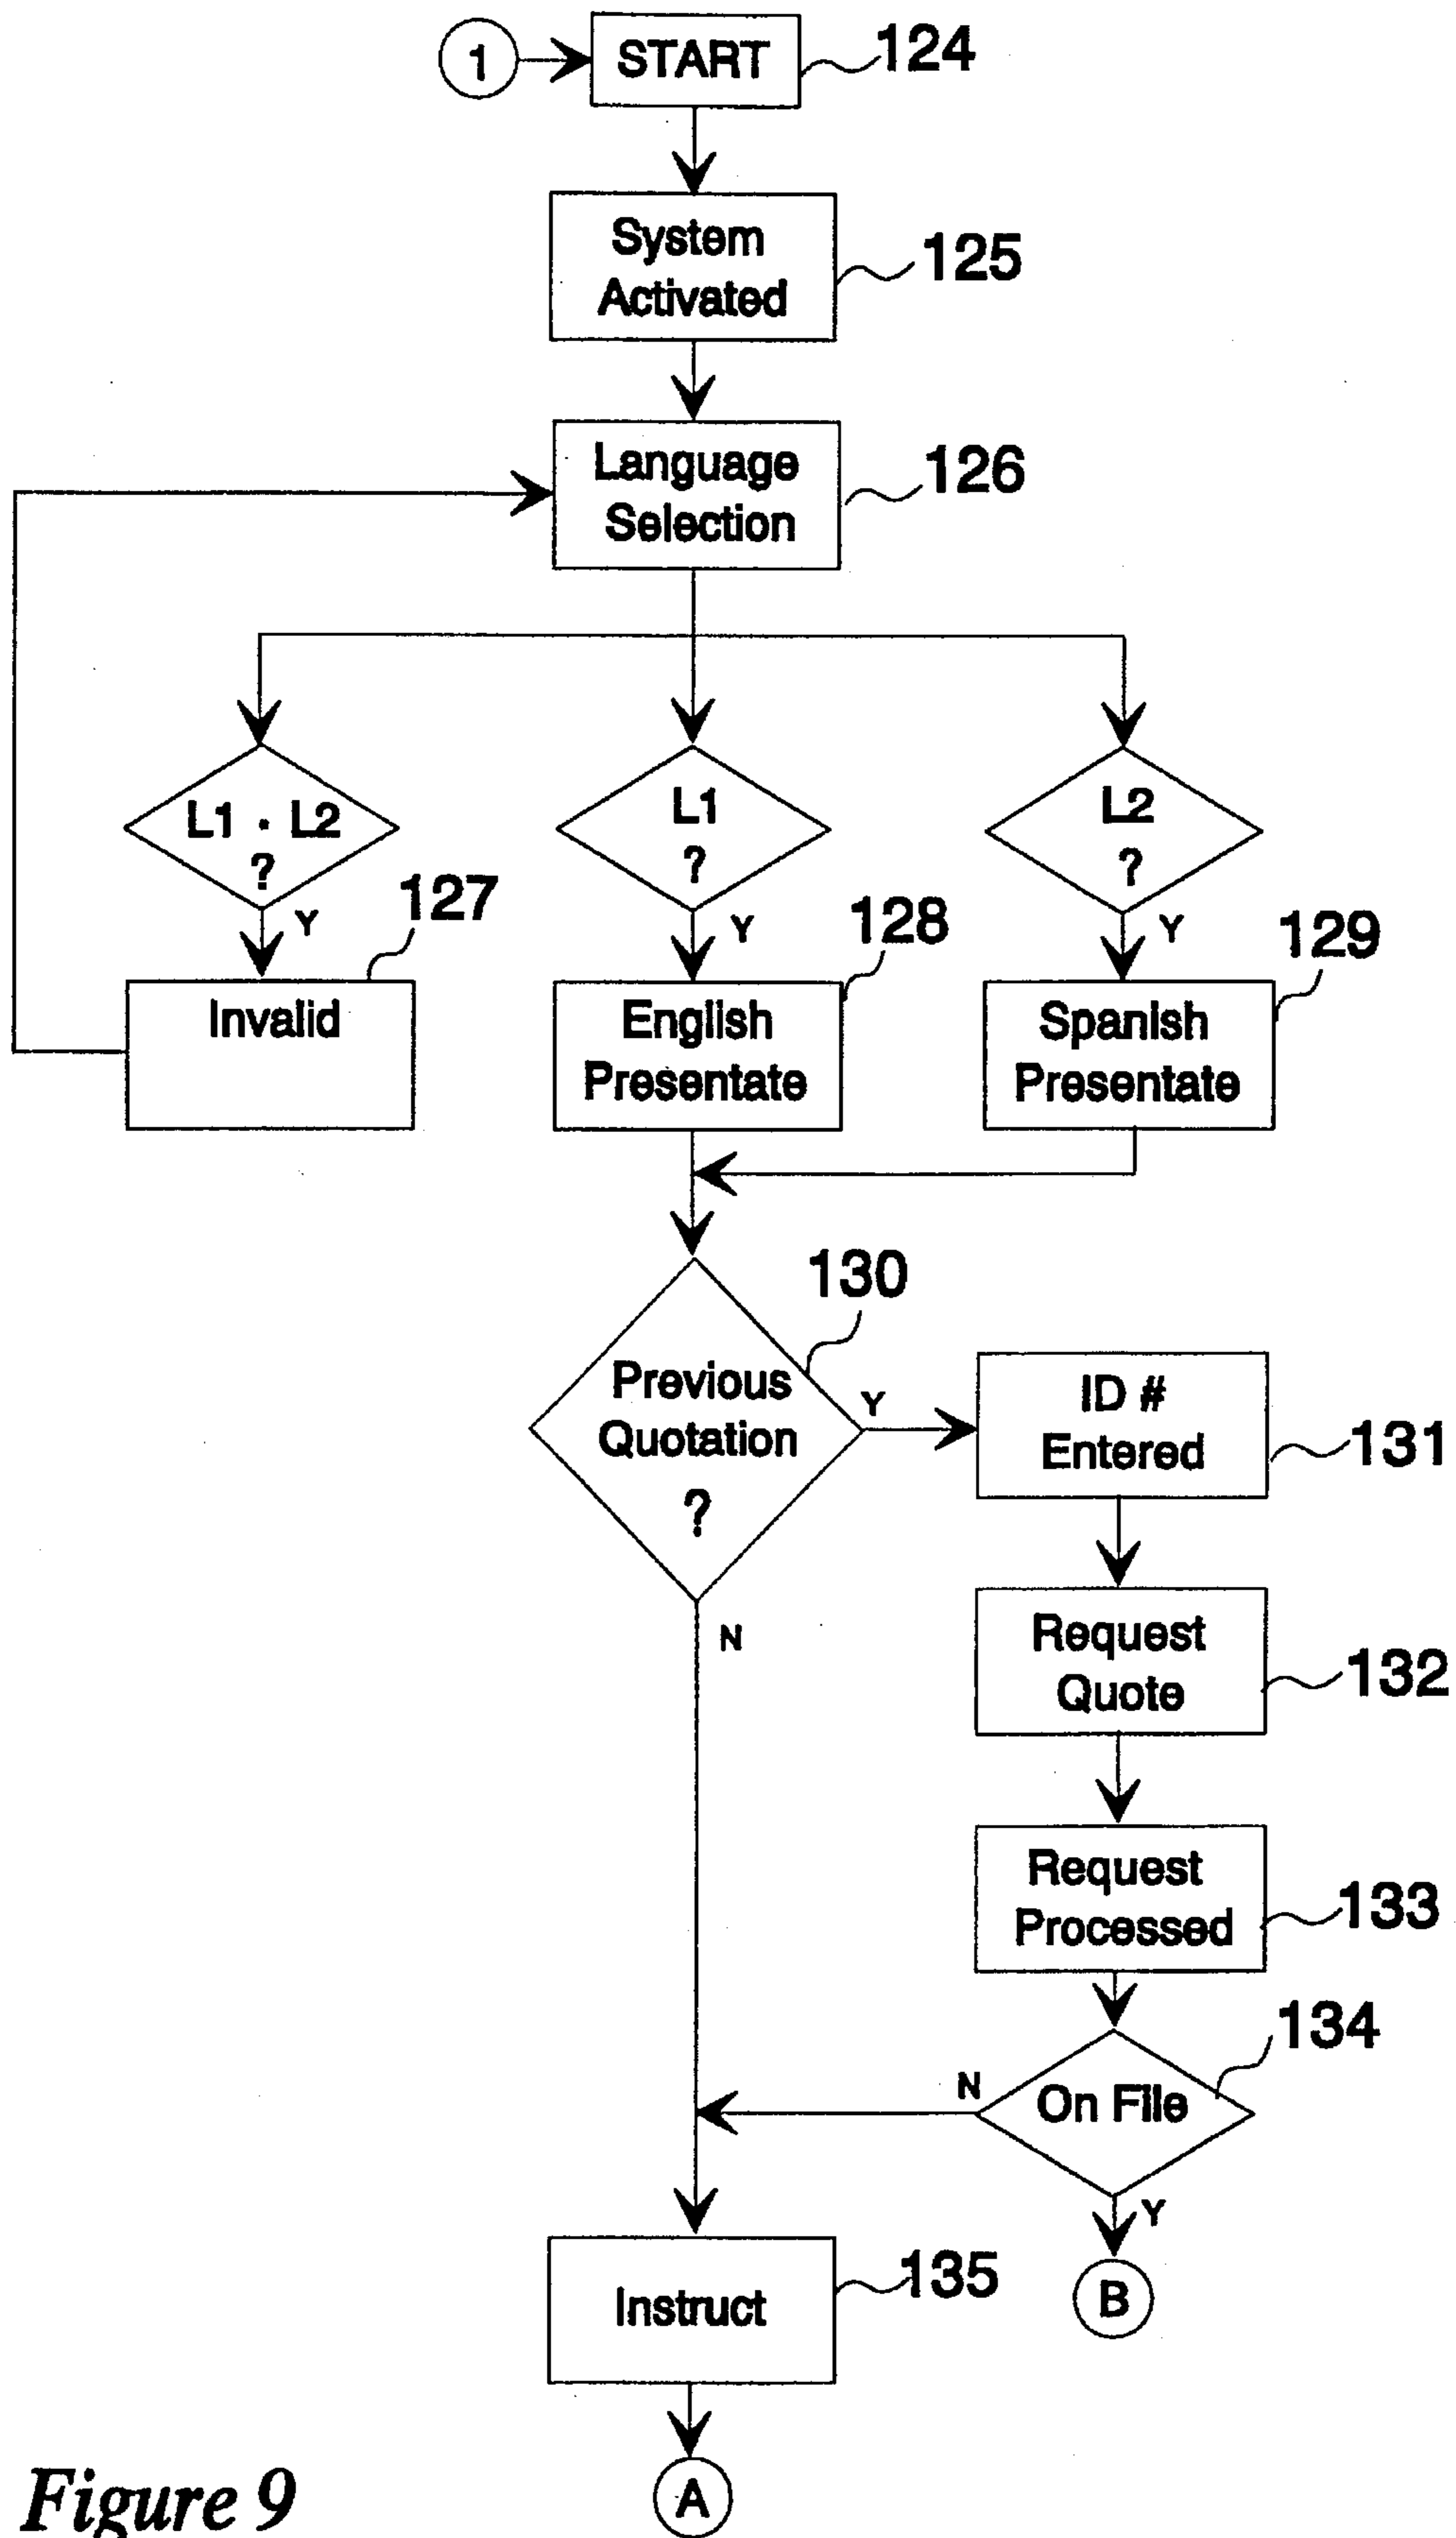 1
START
124
System
Activated
125
Language
Selection
126
L1 · L2
?
L1
?
L2
?
Y
127
Y
128
Y
129
Invalid
English
Presentate
Spanish
Presentate
130
Previous
Quotation
?
Y
N
ID #
Entered
131
Request
Quote
132
Request
Processed
133
134
On File
N
Y
B
Instruct
135
A
Figure 9